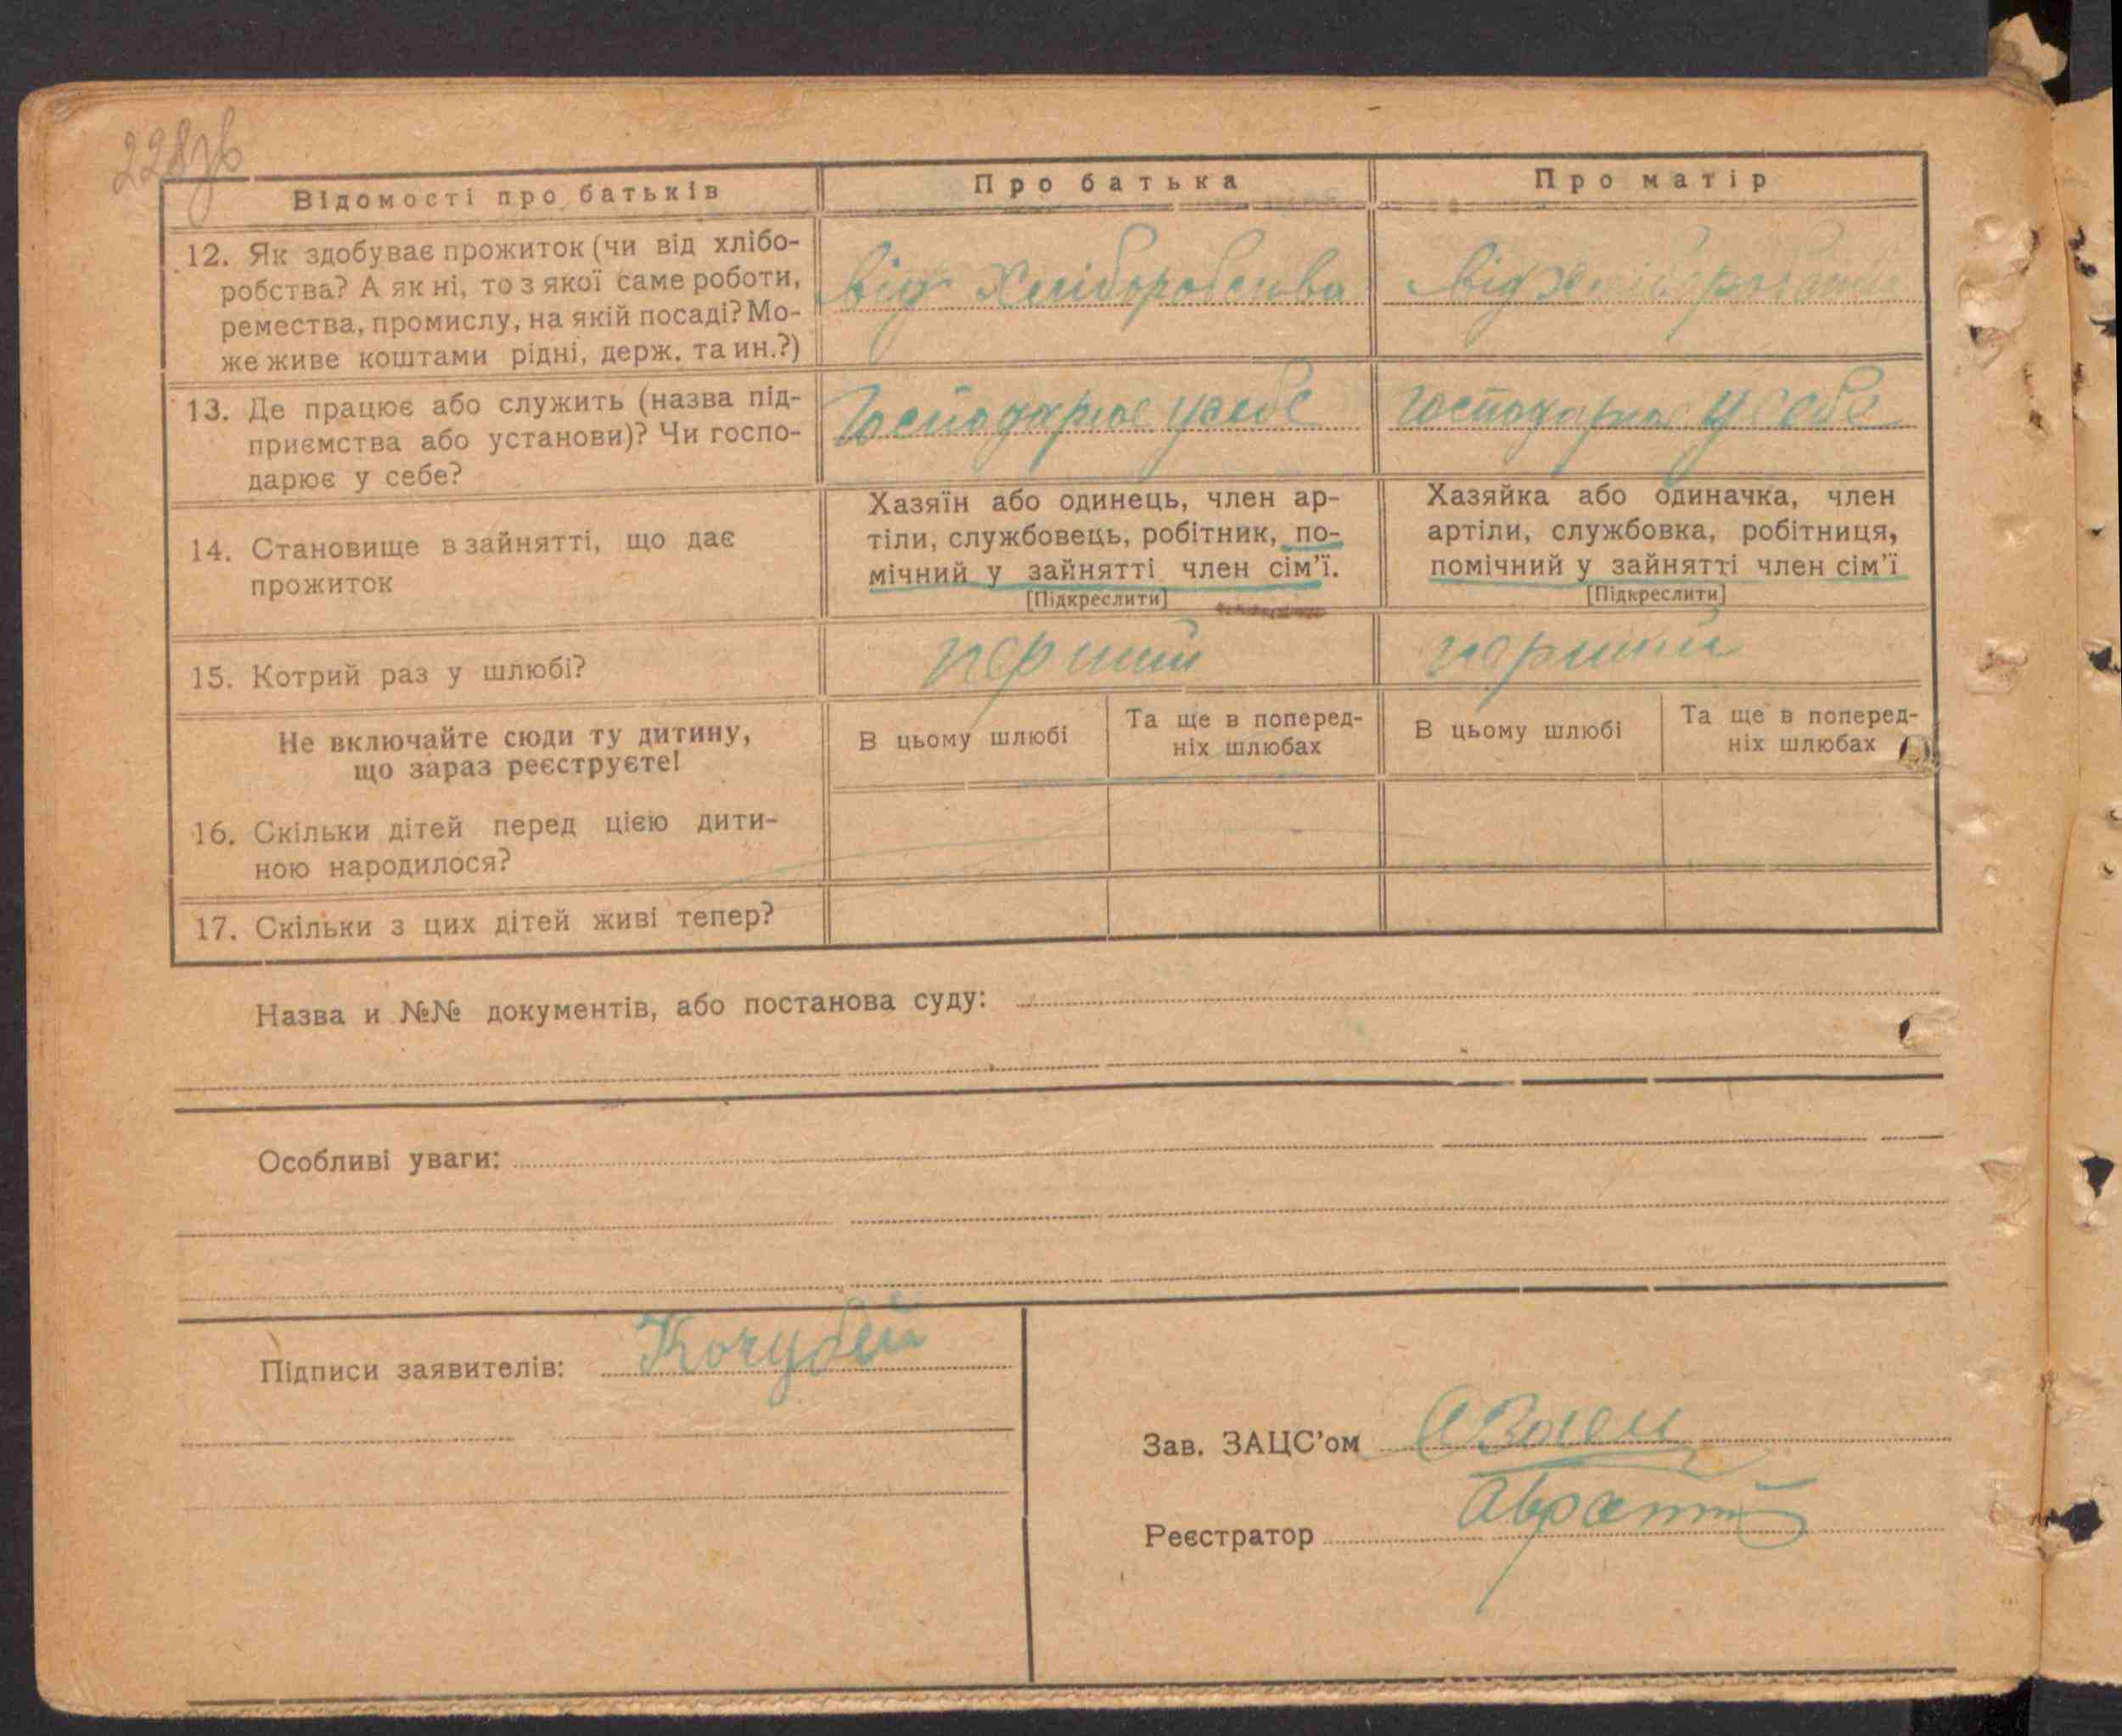 228зв
Відомості про батьків
Про батька
Про матір
12. Як здобуває прожиток (чи від хлібо-
робства? А як ні, то з якої саме роботи,
ремества, промислу, на якій посаді? Мо-
же живе коштами рідні, держ. та ин.?)
від хліборобства
від хліборобства
13. Де працює або служить (назва під-
приємства або установи)? Чи госпо-
дарює у себе?
Господарює у себе
господарює у себе
14. Становище в зайнятті, що дає
прожиток
Хазяїн або одинець, член ар-
тіли, службовець, робітник, по-
мічний у зайнятті член сім'ї.
[Підкреслити]
Хазяйка або одиначка, член
артіли, службовка, робітниця,
помічний у зайнятті член сім'ї
[Підкреслити]
15. Котрий раз у шлюбі?
перший
перший
Не включайте сюди ту дитину,
що зараз реєструєте!
В цьому шлюбі
Та ще в поперед-
ніх шлюбах
В цьому шлюбі
Та ще в поперед-
ніх шлюбах
16. Скільки дітей перед цією дити-
ною народилося?
17. Скільки з цих дітей живі тепер?
Назва и №№ документів, або постанова суду:
Особливі уваги:
Підписи заявителів: Кочубей
Зав. ЗАЦС'ом
Реєстратор